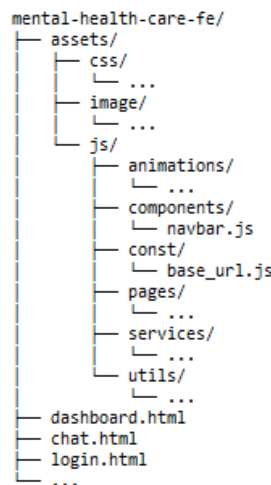 mental-health-care-fe/
├── assets/
│   ├── css/
│   │   └── ...
│   ├── image/
│   │   └── ...
│   └── js/
│       ├── animations/
│       │   └── ...
│       ├── components/
│       │   └── navbar.js
│       ├── const/
│       │   └── base_url.js
│       ├── pages/
│       │   └── ...
│       ├── services/
│       │   └── ...
│       └── utils/
│           └── ...
├── dashboard.html
├── chat.html
├── login.html
└── ...